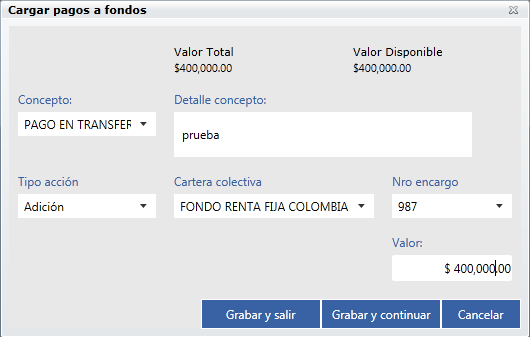 Cargar pagos a fondos
Valor Total
Valor Disponible
$400,000.00
$400,000.00
Concepto:
Detalle concepto:
PAGO EN TRANSFER
prueba
Tipo acción
Cartera colectiva
Nro encargo
Adición
FONDO RENTA FIJA COLOMBIA
987
Valor:
$ 400,000.00
Grabar y salir
Grabar y continuar
Cancelar